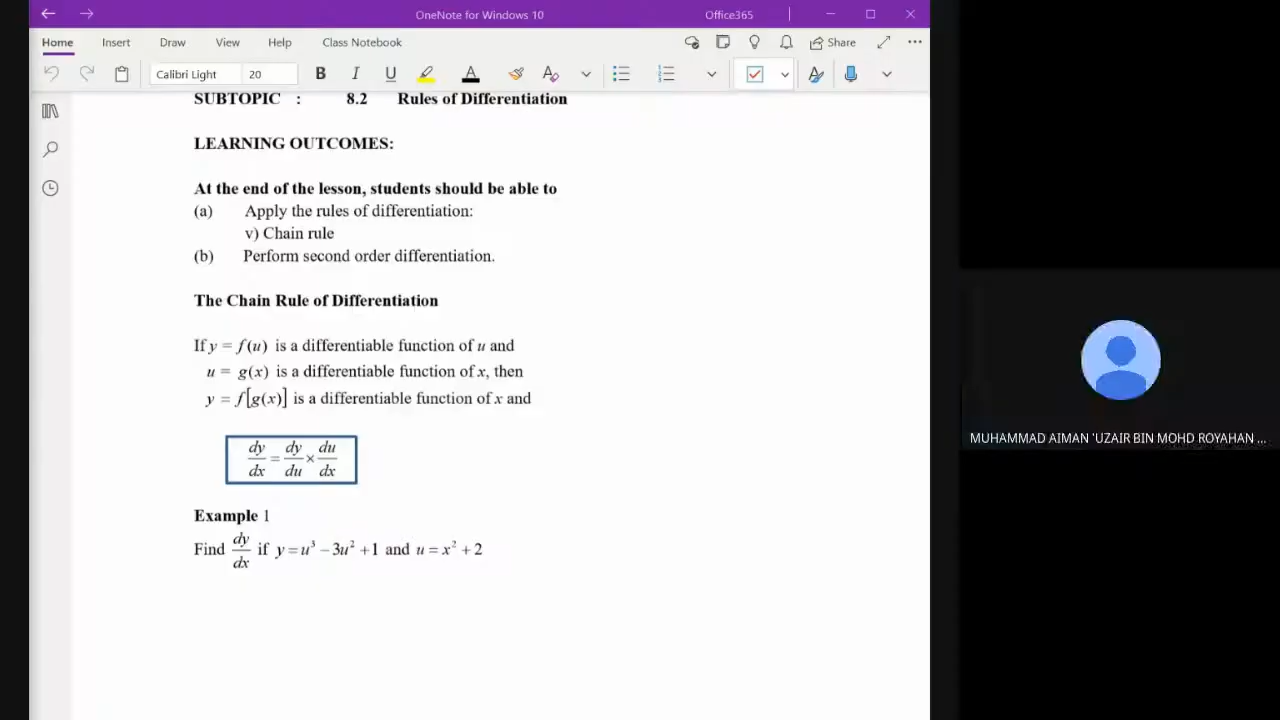 OneNote for Windows 10
Office365
Home Insert Draw View Help Class Notebook
Share
Calibri Light 20 B I U A
SUBTOPIC : 8.2 Rules of Differentiation
LEARNING OUTCOMES:
At the end of the lesson, students should be able to
(a) Apply the rules of differentiation:
v) Chain rule
(b) Perform second order differentiation.
The Chain Rule of Differentiation
If y = f(u) is a differentiable function of u and
u = g(x) is a differentiable function of x, then
y = f[g(x)] is a differentiable function of x and
dy/dx = dy/du × du/dx
Example 1
Find dy/dx if y = u³ − 3u² + 1 and u = x² + 2
MUHAMMAD AIMAN 'UZAIR BIN MOHD ROYAHAN ...